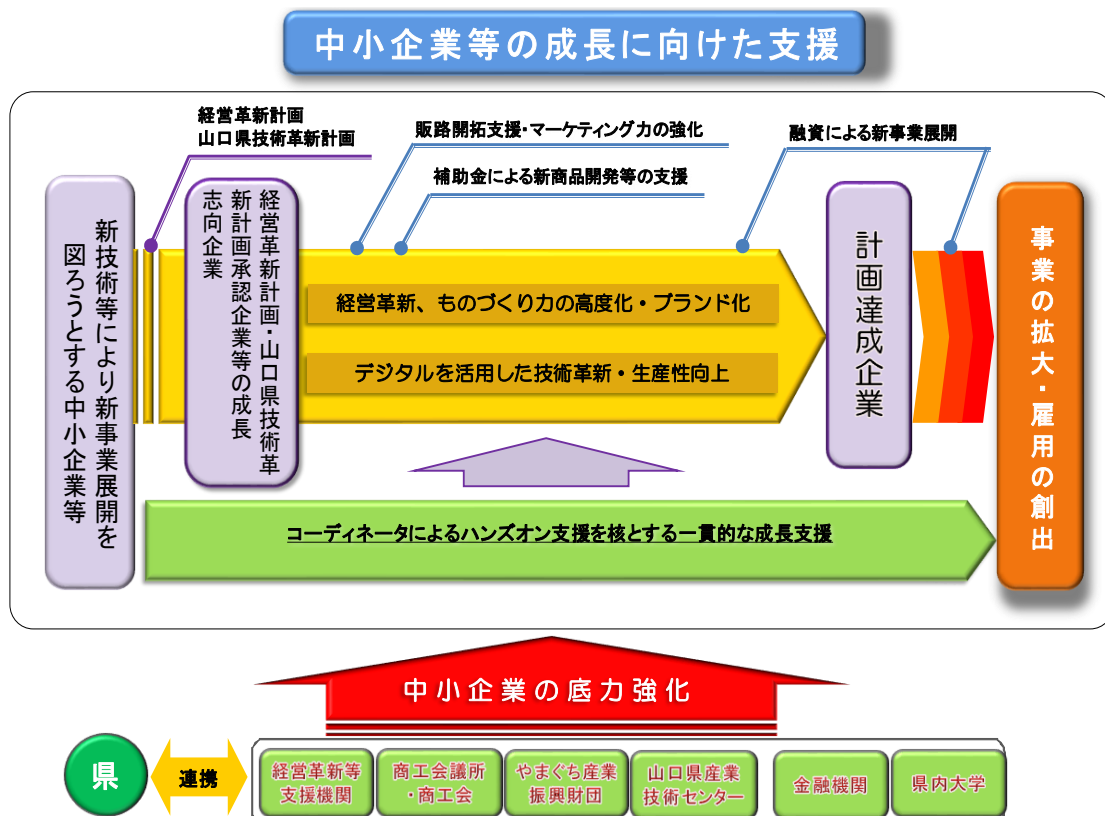 中小企業等の成長に向けた支援
経営革新計画
山口県技術革新計画
販路開拓支援・マーケティング力の強化
補助金による新商品開発等の支援
融資による新事業展開
新技術等により新事業展開を
図ろうとする中小企業等
経営革新計画・山口県技術革
新計画承認企業等の成長
志向企業
経営革新、ものづくり力の高度化・ブランド化
デジタルを活用した技術革新・生産性向上
計画達成企業
事業の拡大・雇用の創出
コーディネータによるハンズオン支援を核とする一貫的な成長支援
中小企業の底力強化
県
連携
経営革新等
支援機関
商工会議所
・商工会
やまぐち産業
振興財団
山口県産業
技術センター
金融機関
県内大学